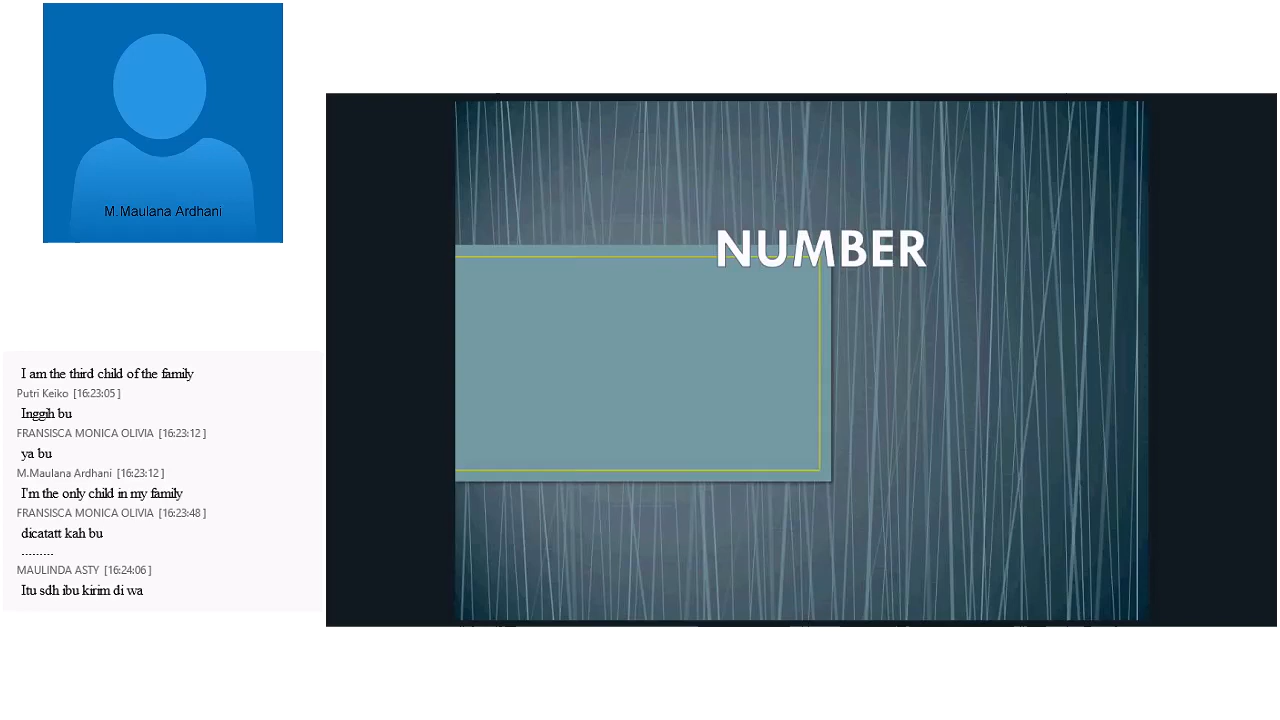 M.Maulana Ardhani
NUMBER
I am the third child of the family
Putri Keiko [16:23:05]
Inggih bu
FRANSISCA MONICA OLIVIA [16:23:12]
ya bu
M.Maulana Ardhani [16:23:12]
I'm the only child in my family
FRANSISCA MONICA OLIVIA [16:23:48]
dicatatt kah bu
.........
MAULINDA ASTY [16:24:06]
Itu sdh ibu kirim di wa